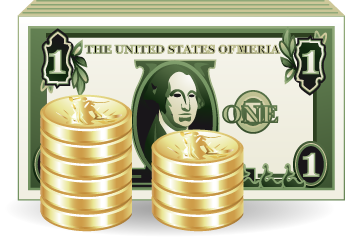 THE UNITED STATES OF MERIA
1 1
ONE
1